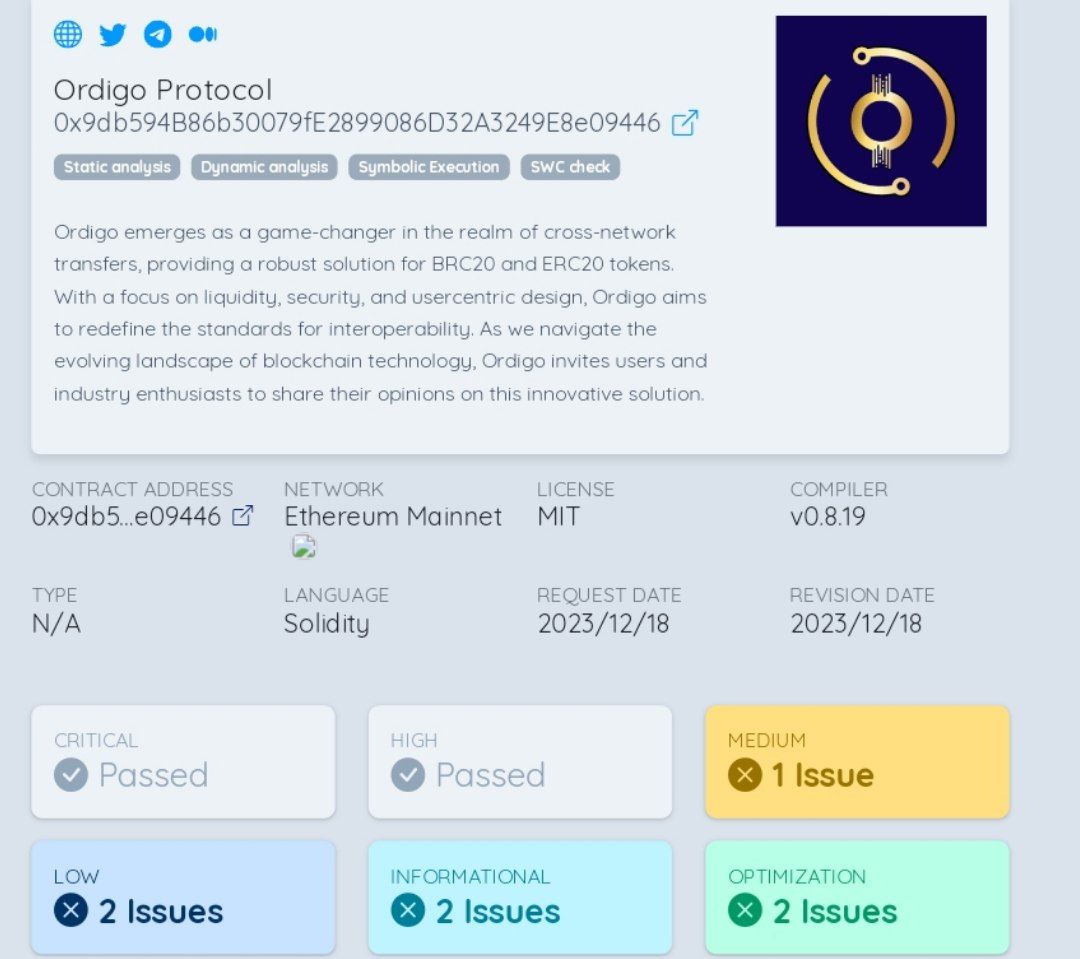 Ordigo Protocol
0x9db594B86b30079fE2899086D32A3249E8e09446
Static analysis Dynamic analysis Symbolic Execution SWC check
Ordigo emerges as a game-changer in the realm of cross-network
transfers, providing a robust solution for BRC20 and ERC20 tokens.
With a focus on liquidity, security, and usercentric design, Ordigo aims
to redefine the standards for interoperability. As we navigate the
evolving landscape of blockchain technology, Ordigo invites users and
industry enthusiasts to share their opinions on this innovative solution.
CONTRACT ADDRESS NETWORK LICENSE COMPILER
0x9db5...e09446 Ethereum Mainnet MIT v0.8.19
TYPE LANGUAGE REQUEST DATE REVISION DATE
N/A Solidity 2023/12/18 2023/12/18
CRITICAL HIGH MEDIUM
Passed Passed 1 Issue
LOW INFORMATIONAL OPTIMIZATION
2 Issues 2 Issues 2 Issues